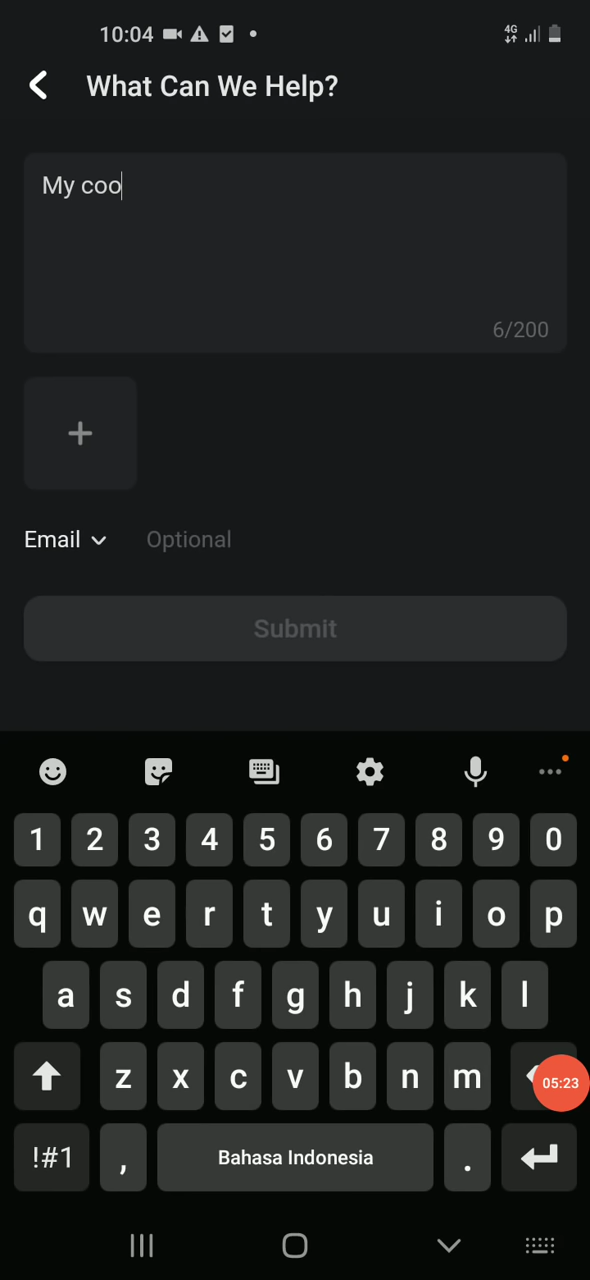 10:04
4G
What Can We Help?
My coo
6/200
+
Email
Optional
Submit
1 2 3 4 5 6 7 8 9 0
q w e r t y u i o p
a s d f g h j k l
z x c v b n m
05:23
!#1 , Bahasa Indonesia .